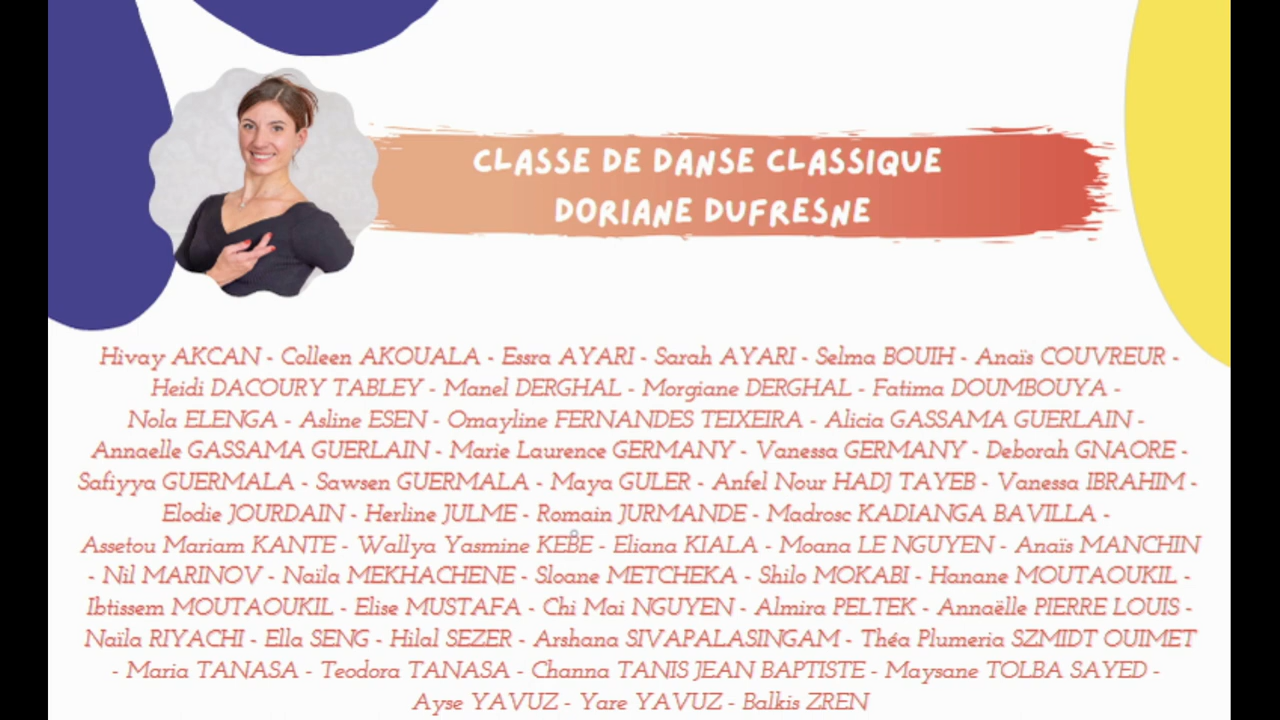 CLASSE DE DANSE CLASSIQUE
DORIANE DUFRESNE
Hivay AKCAN - Colleen AKOUALA - Essra AYARI - Sarah AYARI - Selma BOUIH - Anaïs COUVREUR -
Heidi DACOURY TABLEY - Manel DERGHAL - Morgiane DERGHAL - Fatima DOUMBOUYA -
Nola ELENGA - Asline ESEN - Omayline FERNANDES TEIXEIRA - Alicia GASSAMA GUERLAIN -
Annaelle GASSAMA GUERLAIN - Marie Laurence GERMANY - Vanessa GERMANY - Deborah GNAORE -
Safiyya GUERMALA - Sawsen GUERMALA - Maya GULER - Anfel Nour HADJ TAYEB - Vanessa IBRAHIM -
Elodie JOURDAIN - Herline JULME - Romain JURMANDE - Madrosc KADIANGA BAVILLA -
Assetou Mariam KANTE - Wallya Yasmine KEBE - Eliana KIALA - Moana LE NGUYEN - Anaïs MANCHIN
- Nil MARINOV - Naïla MEKHACHENE - Sloane METCHEKA - Shilo MOKABI - Hanane MOUTAOUKIL -
Ibtissem MOUTAOUKIL - Elise MUSTAFA - Chi Mai NGUYEN - Almira PELTEK - Annaëlle PIERRE LOUIS -
Naïla RIYACHI - Ella SENG - Hilal SEZER - Arshana SIVAPALASINGAM - Théa Plumeria SZMIDT OUIMET
- Maria TANASA - Teodora TANASA - Channa TANIS JEAN BAPTISTE - Maysane TOLBA SAYED -
Ayse YAVUZ - Yare YAVUZ - Balkis ZREN